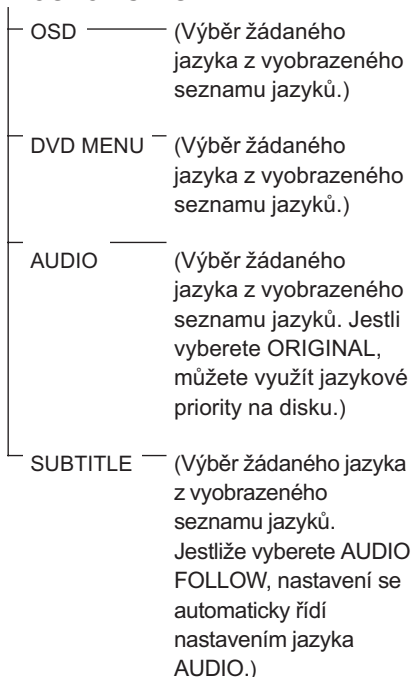 OSD (Výběr žádaného
jazyka z vyobrazeného
seznamu jazyků.)
DVD MENU (Výběr žádaného
jazyka z vyobrazeného
seznamu jazyků.)
AUDIO (Výběr žádaného
jazyka z vyobrazeného
seznamu jazyků. Jestli
vyberete ORIGINAL,
můžete využít jazykové
priority na disku.)
SUBTITLE (Výběr žádaného jazyka
z vyobrazeného
seznamu jazyků.
Jestliže vyberete AUDIO
FOLLOW, nastavení se
automaticky řídí
nastavením jazyka
AUDIO.)